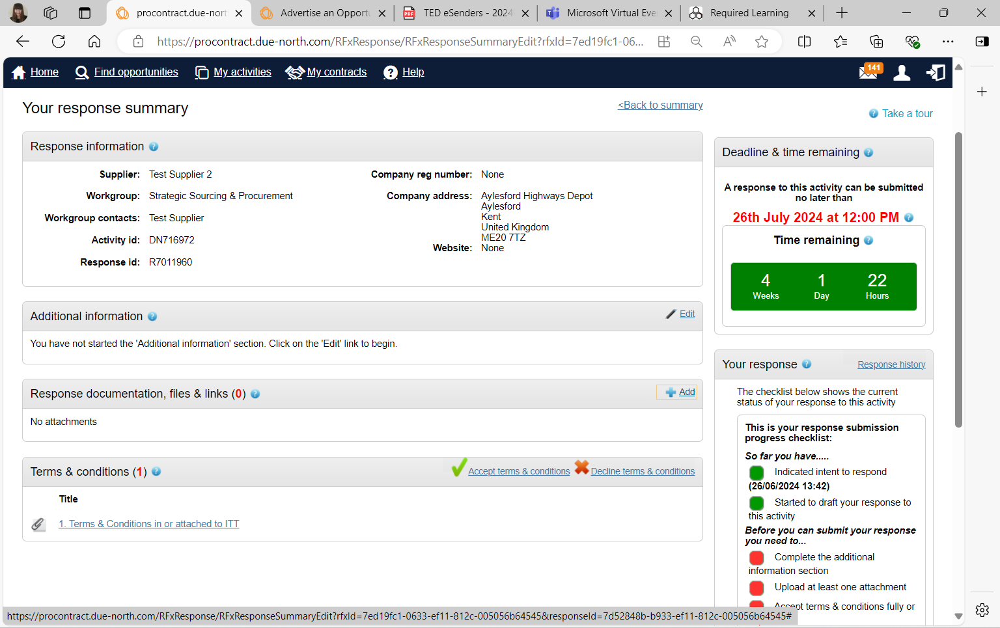 procontract.due-nort
Advertise an Opportu
TED eSenders - 2024
Microsoft Virtual Eve
Required Learning
https://procontract.due-north.com/RFxResponse/RFxResponseSummaryEdit?rfxId=7ed19fc1-06...
Home
Find opportunities
My activities
My contracts
Help
141
Your response summary
<Back to summary
Take a tour
Response information
Supplier: Test Supplier 2
Workgroup: Strategic Sourcing & Procurement
Workgroup contacts: Test Supplier
Activity id: DN716972
Response id: R7011960
Company reg number: None
Company address: Aylesford Highways Depot
Aylesford
Kent
United Kingdom
ME20 7TZ
Website: None
Additional information
Edit
You have not started the 'Additional information' section. Click on the 'Edit' link to begin.
Response documentation, files & links (0)
Add
No attachments
Terms & conditions (1)
Accept terms & conditions
Decline terms & conditions
Title
1. Terms & Conditions in or attached to ITT
Deadline & time remaining
A response to this activity can be submitted
no later than
26th July 2024 at 12:00 PM
Time remaining
4 1 22
Weeks Day Hours
Your response
Response history
The checklist below shows the current
status of your response to this activity
This is your response submission
progress checklist:
So far you have.....
Indicated intent to respond
(26/06/2024 13:42)
Started to draft your response to
this activity
Before you can submit your response
you need to...
Complete the additional
information section
Upload at least one attachment
Accept terms & conditions fully or
https://procontract.due-north.com/RFxResponse/RFxResponseSummaryEdit?rfxId=7ed19fc1-0633-ef11-812c-005056b64545&responseId=7d52848b-b933-ef11-812c-005056b64545#